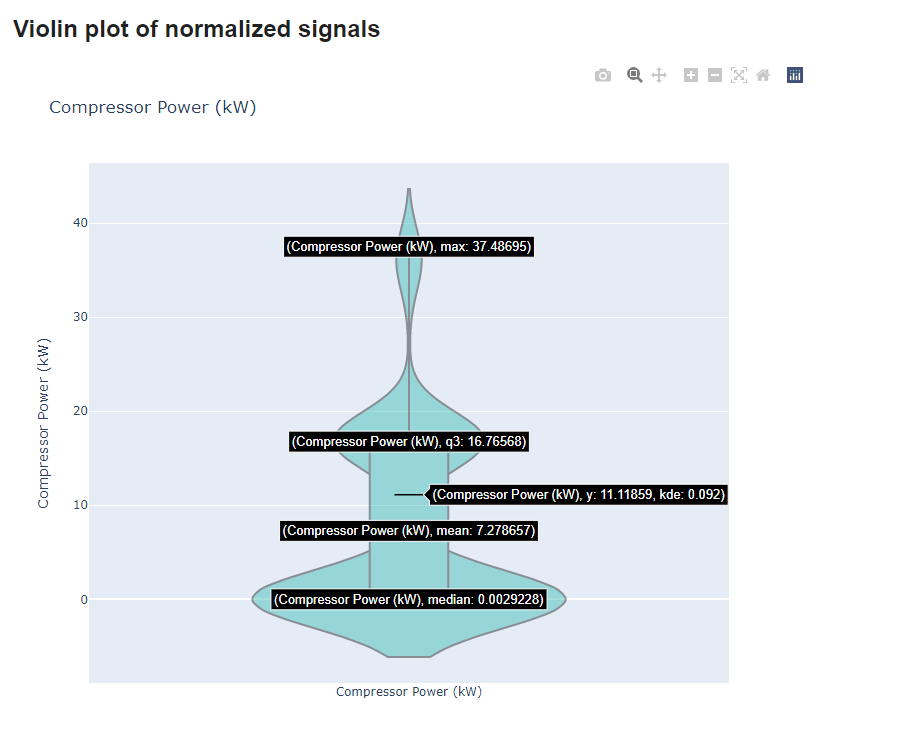 Violin plot of normalized signals
Compressor Power (kW)
40
(Compressor Power (kW), max: 37.48695)
30
Compressor Power (kW)
20
(Compressor Power (kW), q3: 16.76568)
(Compressor Power (kW), y: 11.11859, kde: 0.092)
10
(Compressor Power (kW), mean: 7.278657)
0
(Compressor Power (kW), median: 0.0029228)
Compressor Power (kW)